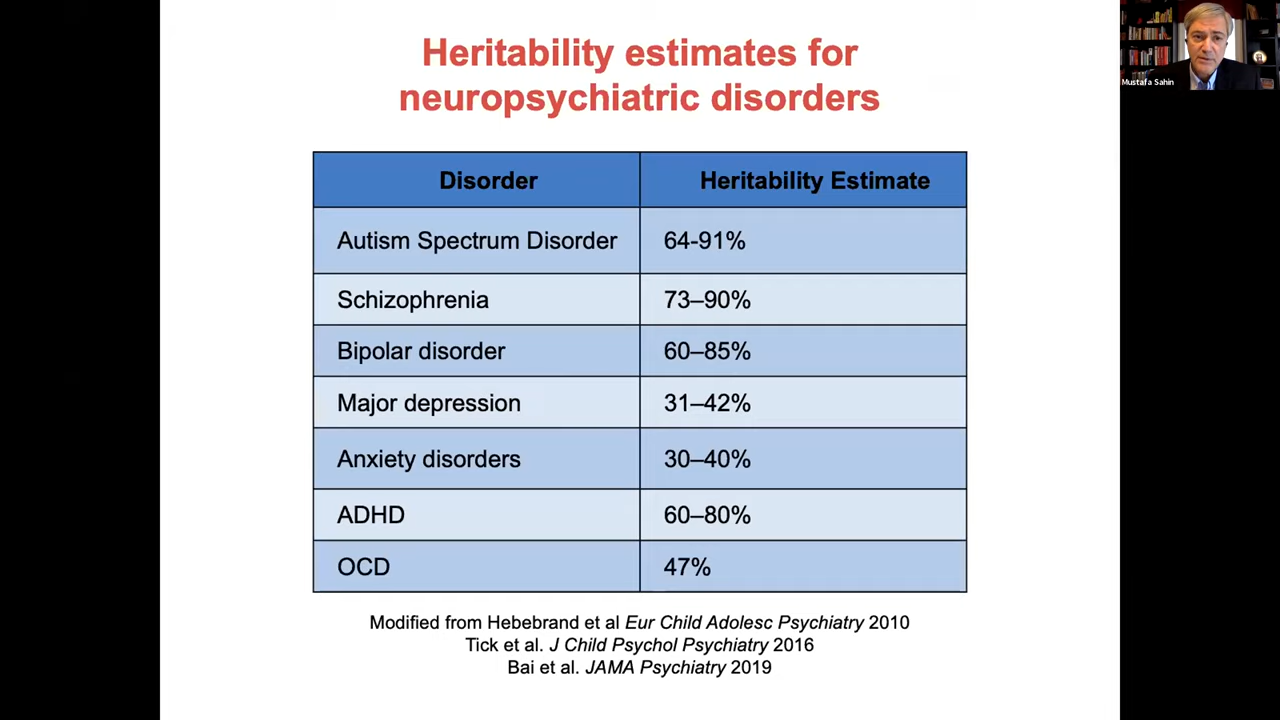 Heritability estimates for
neuropsychiatric disorders
Mustafa Sahin
Disorder Heritability Estimate
Autism Spectrum Disorder 64-91%
Schizophrenia 73–90%
Bipolar disorder 60–85%
Major depression 31–42%
Anxiety disorders 30–40%
ADHD 60–80%
OCD 47%
Modified from Hebebrand et al Eur Child Adolesc Psychiatry 2010
Tick et al. J Child Psychol Psychiatry 2016
Bai et al. JAMA Psychiatry 2019